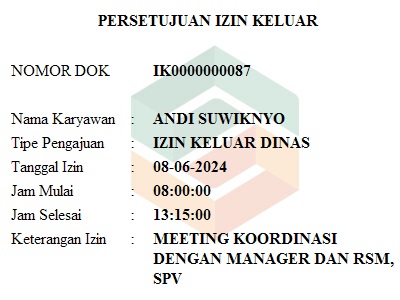 PERSETUJUAN IZIN KELUAR
NOMOR DOK IK0000000087
Nama Karyawan : ANDI SUWIKNYO
Tipe Pengajuan : IZIN KELUAR DINAS
Tanggal Izin : 08-06-2024
Jam Mulai : 08:00:00
Jam Selesai : 13:15:00
Keterangan Izin : MEETING KOORDINASI
DENGAN MANAGER DAN RSM,
SPV